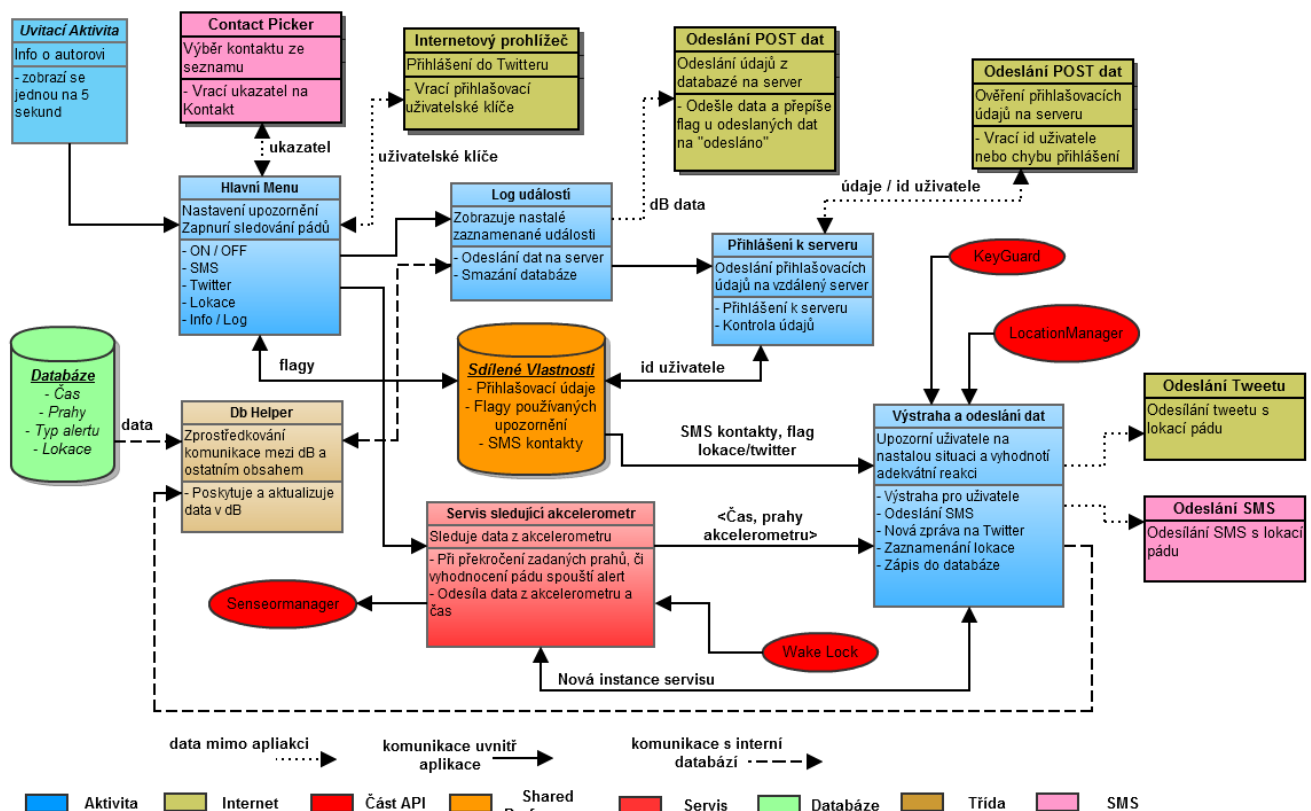 Uvitací Aktivita
Info o autorovi
- zobrazí se
jednou na 5
sekund
Contact Picker
Výběr kontaktu ze
seznamu
- Vrací ukazatel na
Kontakt
Internetový prohlížeč
Přihlášení do Twitteru
- Vrací přihlašovací
uživatelské klíče
Odeslání POST dat
Odeslání údajů z
databazé na server
- Odešle data a přepíše
flag u odeslaných dat
na "odesláno"
Odeslání POST dat
Ověření přihlašovacích
údajů na serveru
- Vrací id uživatele
nebo chybu přihlášení
ukazatel
uživatelské klíče
dB data
údaje / id uživatele
Hlavní Menu
Nastavení upozornění
Zapnurí sledování pádů
- ON / OFF
- SMS
- Twitter
- Lokace
- Info / Log
Log událostí
Zobrazuje nastalé
zaznamenané události
- Odeslání dat na server
- Smazání databáze
Přihlášení k serveru
Odeslání přihlašovacích
údajů na vzdálený server
- Přihlášení k serveru
- Kontrola údajů
KeyGuard
LocationManager
flagy
id uživatele
Databáze
- Čas
- Prahy
- Typ alertu
- Lokace
data
Db Helper
Zprostředkování
komunikace mezi dB a
ostatním obsahem
- Poskytuje a aktualizuje
data v dB
Sdílené Vlastnosti
- Přihlašovací údaje
- Flagy používaných
upozornění
- SMS kontakty
SMS kontakty, flag
lokace/twitter
Výstraha a odeslání dat
Upozorní uživatele na
nastalou situaci a vyhodnotí
adekvátní reakci
- Výstraha pro uživatele
- Odeslání SMS
- Nová zpráva na Twitter
- Zaznamenání lokace
- Zápis do databáze
Odeslání Tweetu
Odesílání tweetu s
lokací pádu
Odeslání SMS
Odesílání SMS s lokací
pádu
Servis sledujíci akcelerometr
Sleduje data z akcelerometru
- Při překročení zadaných prahů, či
vyhodnocení pádu spouští alert
- Odesíla data z akcelerometru a
čas
<Čas, prahy
akcelerometru>
Senseormanager
Wake Lock
Nová instance servisu
data mimo apliakci
komunikace uvnitř
aplikace
komunikace s interní
databází
Aktivita
Internet
Část API
Shared
Servis
Databáze
Třída
SMS